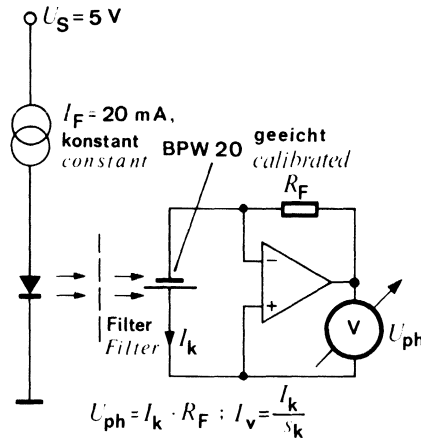 U_S = 5 V
I_F = 20 mA,
konstant
constant
BPW 20
geeicht
calibrated
R_F
−
+
V
U_ph
Filter
Filter
I_k
U_ph = I_k · R_F ; I_v = I_k / s_k